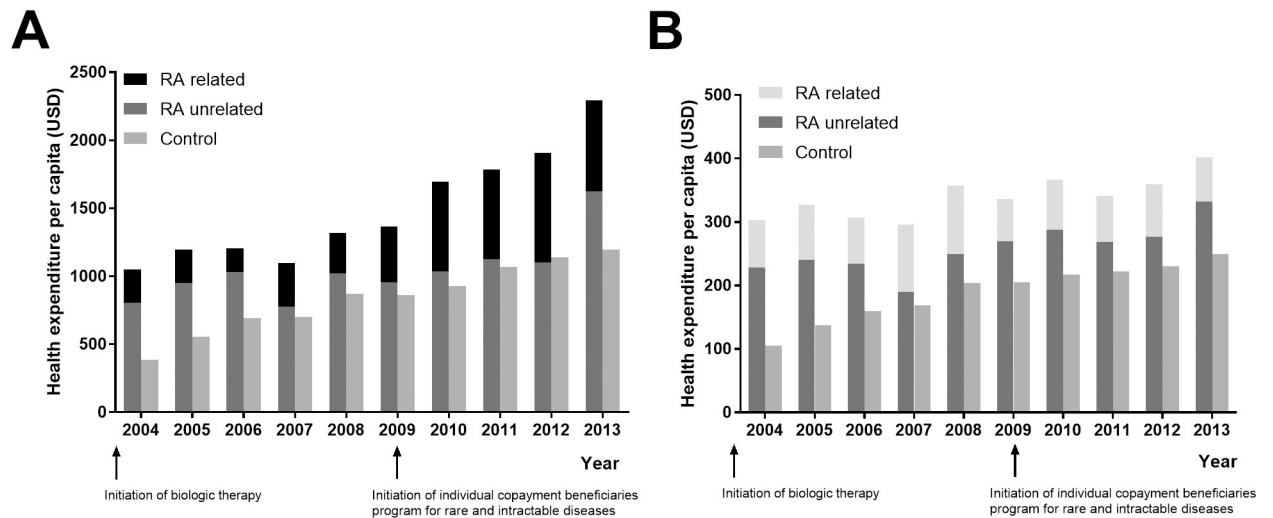 A
Health expenditure per capita (USD)
2500
2000
1500
1000
500
0
RA related
RA unrelated
Control
2004 2005 2006 2007 2008 2009 2010 2011 2012 2013
Year
Initiation of biologic therapy
Initiation of individual copayment beneficiaries
program for rare and intractable diseases
B
Health expenditure per capita (USD)
500
400
300
200
100
0
RA related
RA unrelated
Control
2004 2005 2006 2007 2008 2009 2010 2011 2012 2013
Year
Initiation of biologic therapy
Initiation of individual copayment beneficiaries
program for rare and intractable diseases